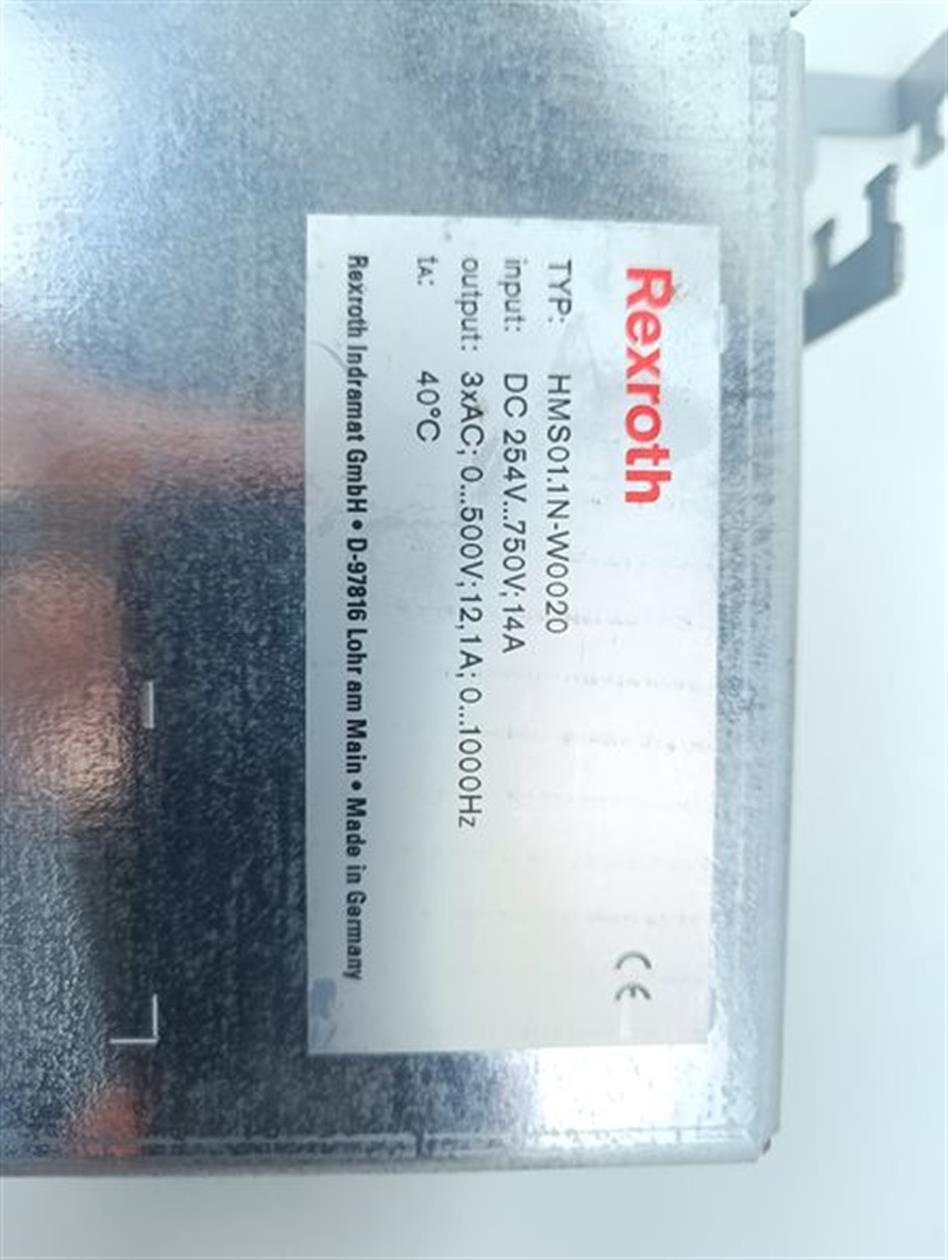 Rexroth
CE
TYP: HMS01.1N-W0020
input: DC 254V...750V;14A
output: 3xAC; 0...500V;12,1A; 0...1000Hz
tA: 40°C
Rexroth Indramat GmbH • D-97816 Lohr am Main • Made in Germany